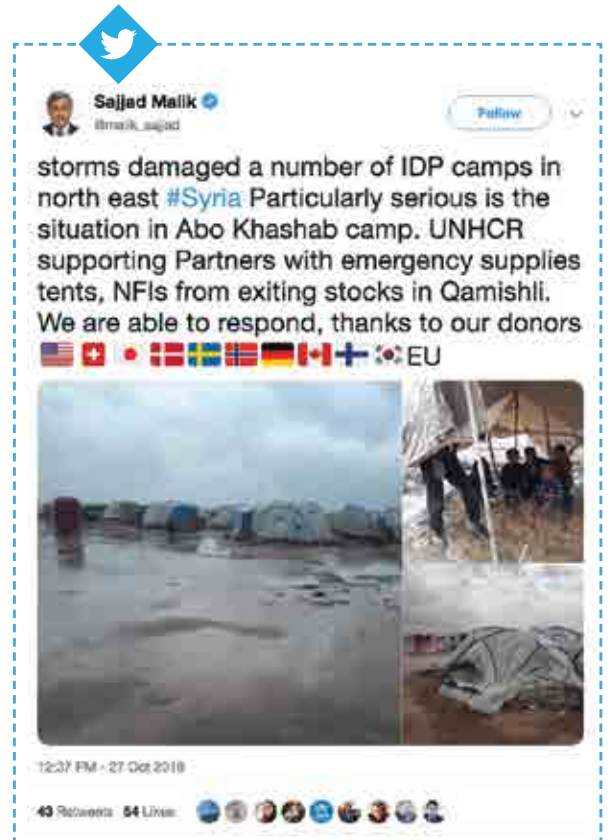 Sajjad Malik
@malik_sajjad
Follow
storms damaged a number of IDP camps in
north east #Syria Particularly serious is the
situation in Abo Khashab camp. UNHCR
supporting Partners with emergency supplies
tents, NFIs from exiting stocks in Qamishli.
We are able to respond, thanks to our donors
EU
12:37 PM - 27 Oct 2018
43 Retweets 54 Likes